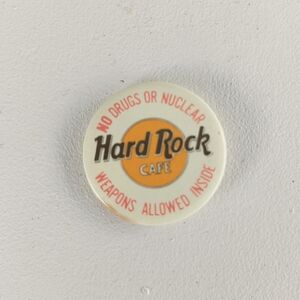 NO DRUGS OR NUCLEAR
Hard Rock
CAFE
WEAPONS ALLOWED INSIDE